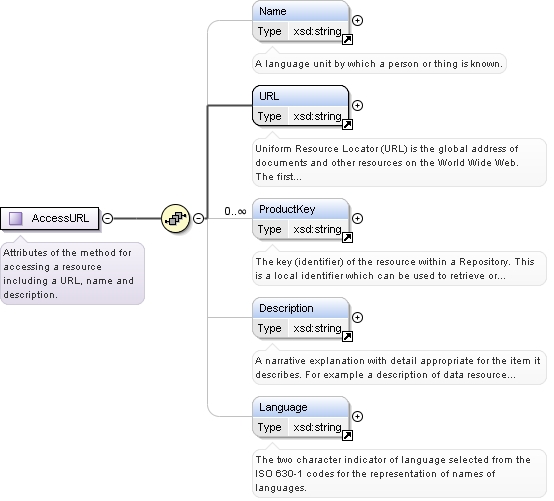 Name
Type xsd:string
A language unit by which a person or thing is known.
URL
Type xsd:string
Uniform Resource Locator (URL) is the global address of
documents and other resources on the World Wide Web.
The first...
AccessURL
Attributes of the method for
accessing a resource
including a URL, name and
description.
0..∞
ProductKey
Type xsd:string
The key (identifier) of the resource within a Repository. This
is a local identifier which can be used to retrieve or...
Description
Type xsd:string
A narrative explanation with detail appropriate for the item it
describes. For example a description of data resource...
Language
Type xsd:string
The two character indicator of language selected from the
ISO 630-1 codes for the representation of names of
languages.